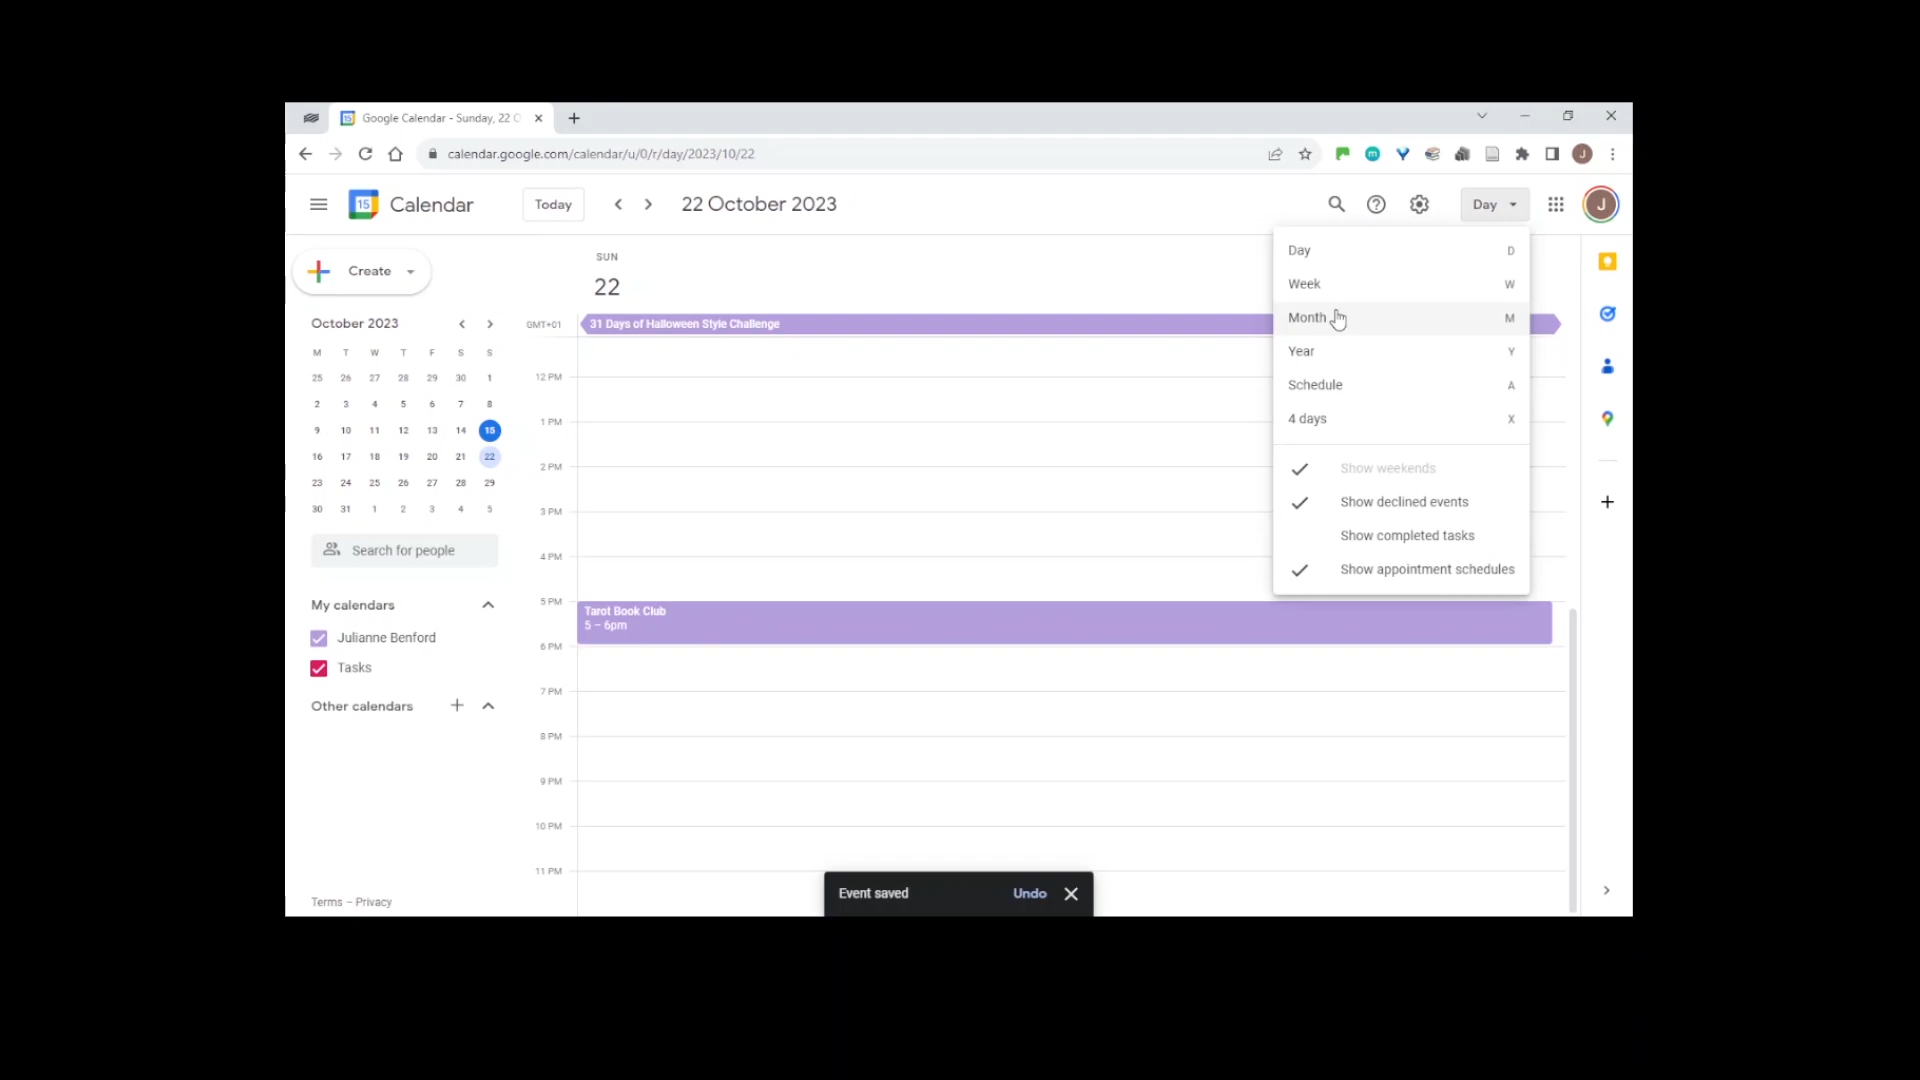 Google Calendar - Sunday, 22 O
calendar.google.com/calendar/u/0/r/day/2023/10/22
m
J
15
Calendar
Today
22 October 2023
Day
J
Create
SUN
22
Day D
Week W
Month M
Year Y
Schedule A
4 days X
Show weekends
Show declined events
Show completed tasks
Show appointment schedules
October 2023
M T W T F S S
25 26 27 28 29 30 1
2 3 4 5 6 7 8
9 10 11 12 13 14 15
16 17 18 19 20 21 22
23 24 25 26 27 28 29
30 31 1 2 3 4 5
Search for people
My calendars
Julianne Benford
Tasks
Other calendars
Terms – Privacy
GMT+01
31 Days of Halloween Style Challenge
12 PM
1 PM
2 PM
3 PM
4 PM
5 PM
Tarot Book Club
5 – 6pm
6 PM
7 PM
8 PM
9 PM
10 PM
11 PM
Event saved Undo